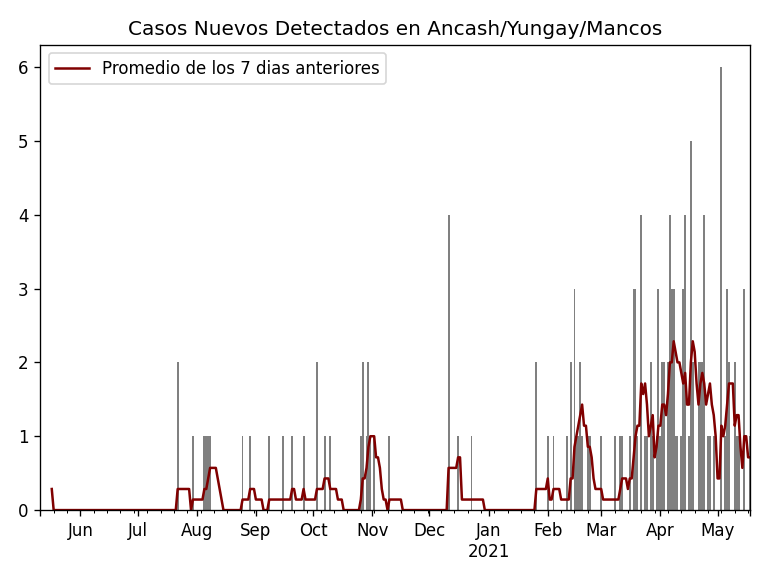 Casos Nuevos Detectados en Ancash/Yungay/Mancos
Promedio de los 7 dias anteriores
6
5
4
3
2
1
0
Jun Jul Aug Sep Oct Nov Dec Jan Feb Mar Apr May
2021